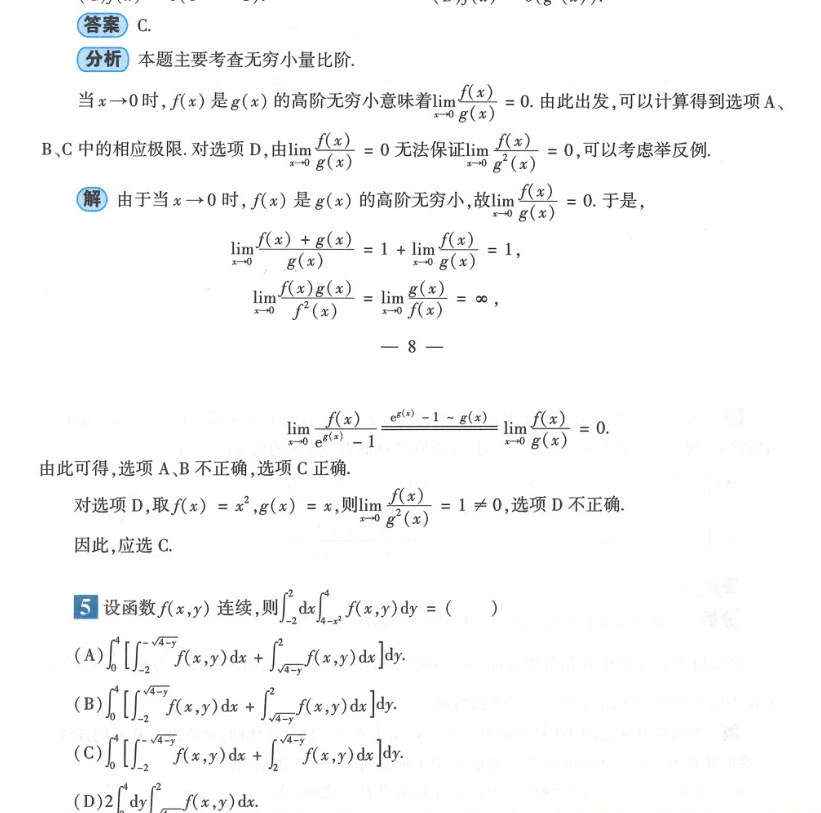 答案 C.
分析 本题主要考查无穷小量比阶.
当 x→0 时, f(x) 是 g(x) 的高阶无穷小意味着 lim_{x→0} f(x)/g(x) = 0. 由此出发,可以计算得到选项 A、
B、C 中的相应极限. 对选项 D,由 lim_{x→0} f(x)/g(x) = 0 无法保证 lim_{x→0} f(x)/g²(x) = 0,可以考虑举反例.
解 由于当 x→0 时, f(x) 是 g(x) 的高阶无穷小,故 lim_{x→0} f(x)/g(x) = 0. 于是,
lim_{x→0} (f(x) + g(x))/g(x) = 1 + lim_{x→0} f(x)/g(x) = 1,
lim_{x→0} f(x)g(x)/f²(x) = lim_{x→0} g(x)/f(x) = ∞,
— 8 —
lim_{x→0} f(x)/(e^{g(x)} − 1) \xlongequal{e^{g(x)} − 1 ~ g(x)} lim_{x→0} f(x)/g(x) = 0.
由此可得,选项 A、B 不正确,选项 C 正确.
对选项 D,取 f(x) = x², g(x) = x,则 lim_{x→0} f(x)/g²(x) = 1 ≠ 0,选项 D 不正确.
因此,应选 C.
5 设函数 f(x,y) 连续,则 ∫_{-2}^{2} dx ∫_{4−x²}^{4} f(x,y)dy = ( )
(A) ∫_{0}^{4} [∫_{-2}^{−√(4−y)} f(x,y)dx + ∫_{√(4−y)}^{2} f(x,y)dx]dy.
(B) ∫_{0}^{4} [∫_{-2}^{√(4−y)} f(x,y)dx + ∫_{√(4−y)}^{2} f(x,y)dx]dy.
(C) ∫_{0}^{4} [∫_{-2}^{−√(4−y)} f(x,y)dx + ∫_{2}^{√(4−y)} f(x,y)dx]dy.
(D) 2∫^{4} dy ∫^{2} f(x,y)dx.